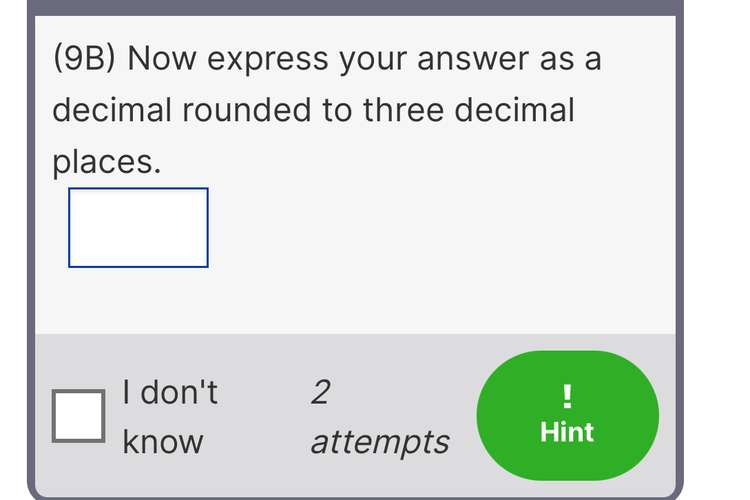 (9B) Now express your answer as a
decimal rounded to three decimal
places.
I don't
know
2
attempts
!
Hint